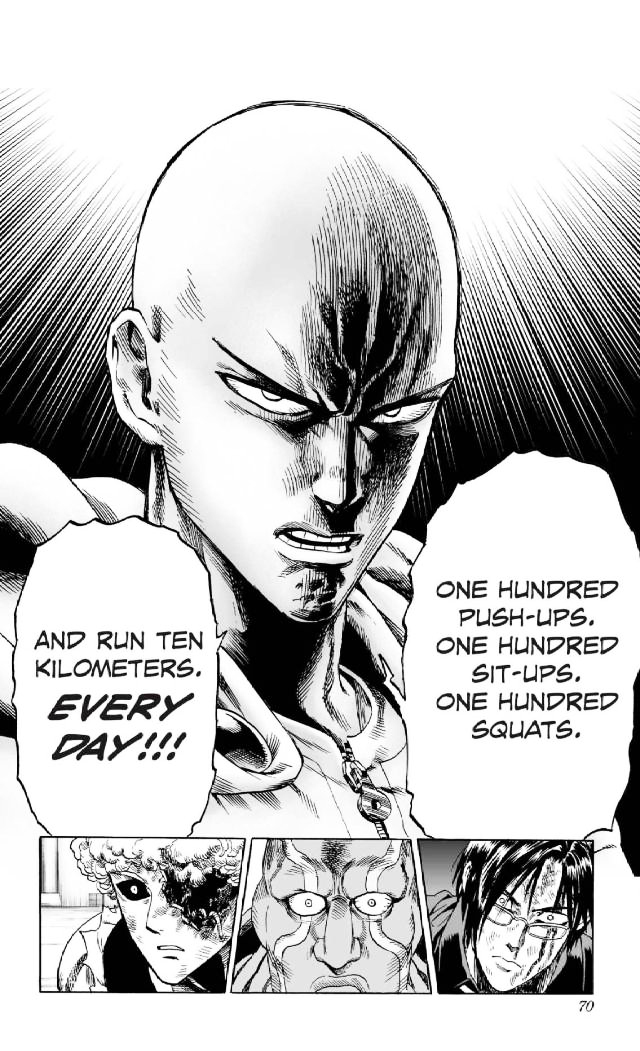 ONE HUNDRED
PUSH-UPS.
ONE HUNDRED
SIT-UPS.
ONE HUNDRED
SQUATS.
AND RUN TEN
KILOMETERS.
EVERY
DAY!!!
70